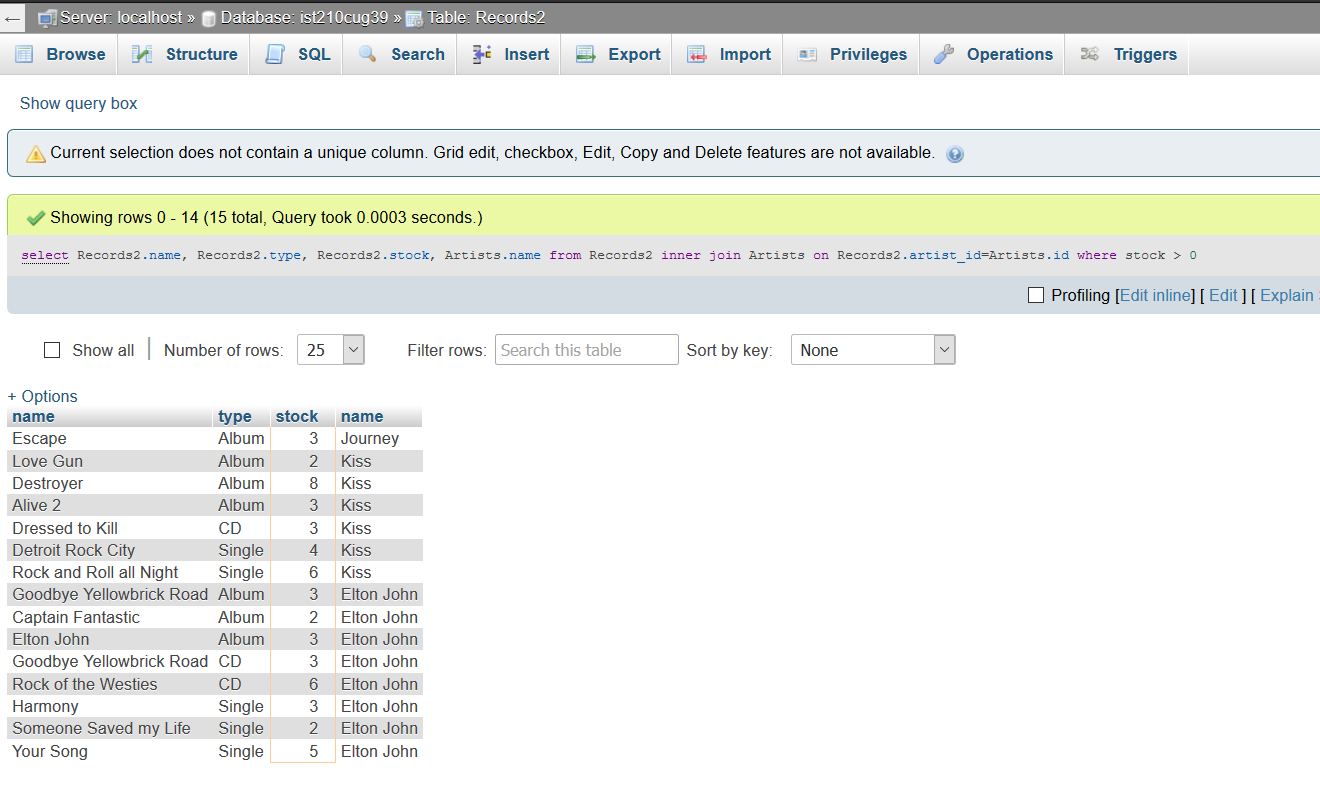 ← Server: localhost » Database: ist210cug39 » Table: Records2
Browse Structure SQL Search Insert Export Import Privileges Operations Triggers
Show query box
Current selection does not contain a unique column. Grid edit, checkbox, Edit, Copy and Delete features are not available.
Showing rows 0 - 14 (15 total, Query took 0.0003 seconds.)
select Records2.name, Records2.type, Records2.stock, Artists.name from Records2 inner join Artists on Records2.artist_id=Artists.id where stock > 0
Profiling [Edit inline] [ Edit ] [ Explain
Show all | Number of rows: 25 Filter rows: Search this table Sort by key: None
+ Options
name type stock name
Escape Album 3 Journey
Love Gun Album 2 Kiss
Destroyer Album 8 Kiss
Alive 2 Album 3 Kiss
Dressed to Kill CD 3 Kiss
Detroit Rock City Single 4 Kiss
Rock and Roll all Night Single 6 Kiss
Goodbye Yellowbrick Road Album 3 Elton John
Captain Fantastic Album 2 Elton John
Elton John Album 3 Elton John
Goodbye Yellowbrick Road CD 3 Elton John
Rock of the Westies CD 6 Elton John
Harmony Single 3 Elton John
Someone Saved my Life Single 2 Elton John
Your Song Single 5 Elton John